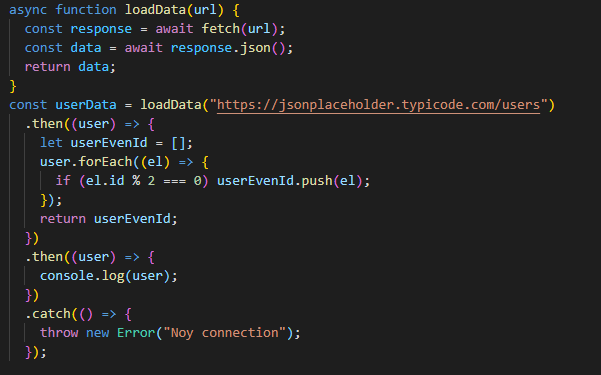 async function loadData(url) {
  const response = await fetch(url);
  const data = await response.json();
  return data;
}
const userData = loadData("https://jsonplaceholder.typicode.com/users")
  .then((user) => {
    let userEvenId = [];
    user.forEach((el) => {
      if (el.id % 2 === 0) userEvenId.push(el);
    });
    return userEvenId;
  })
  .then((user) => {
    console.log(user);
  })
  .catch(() => {
    throw new Error("Noy connection");
  });